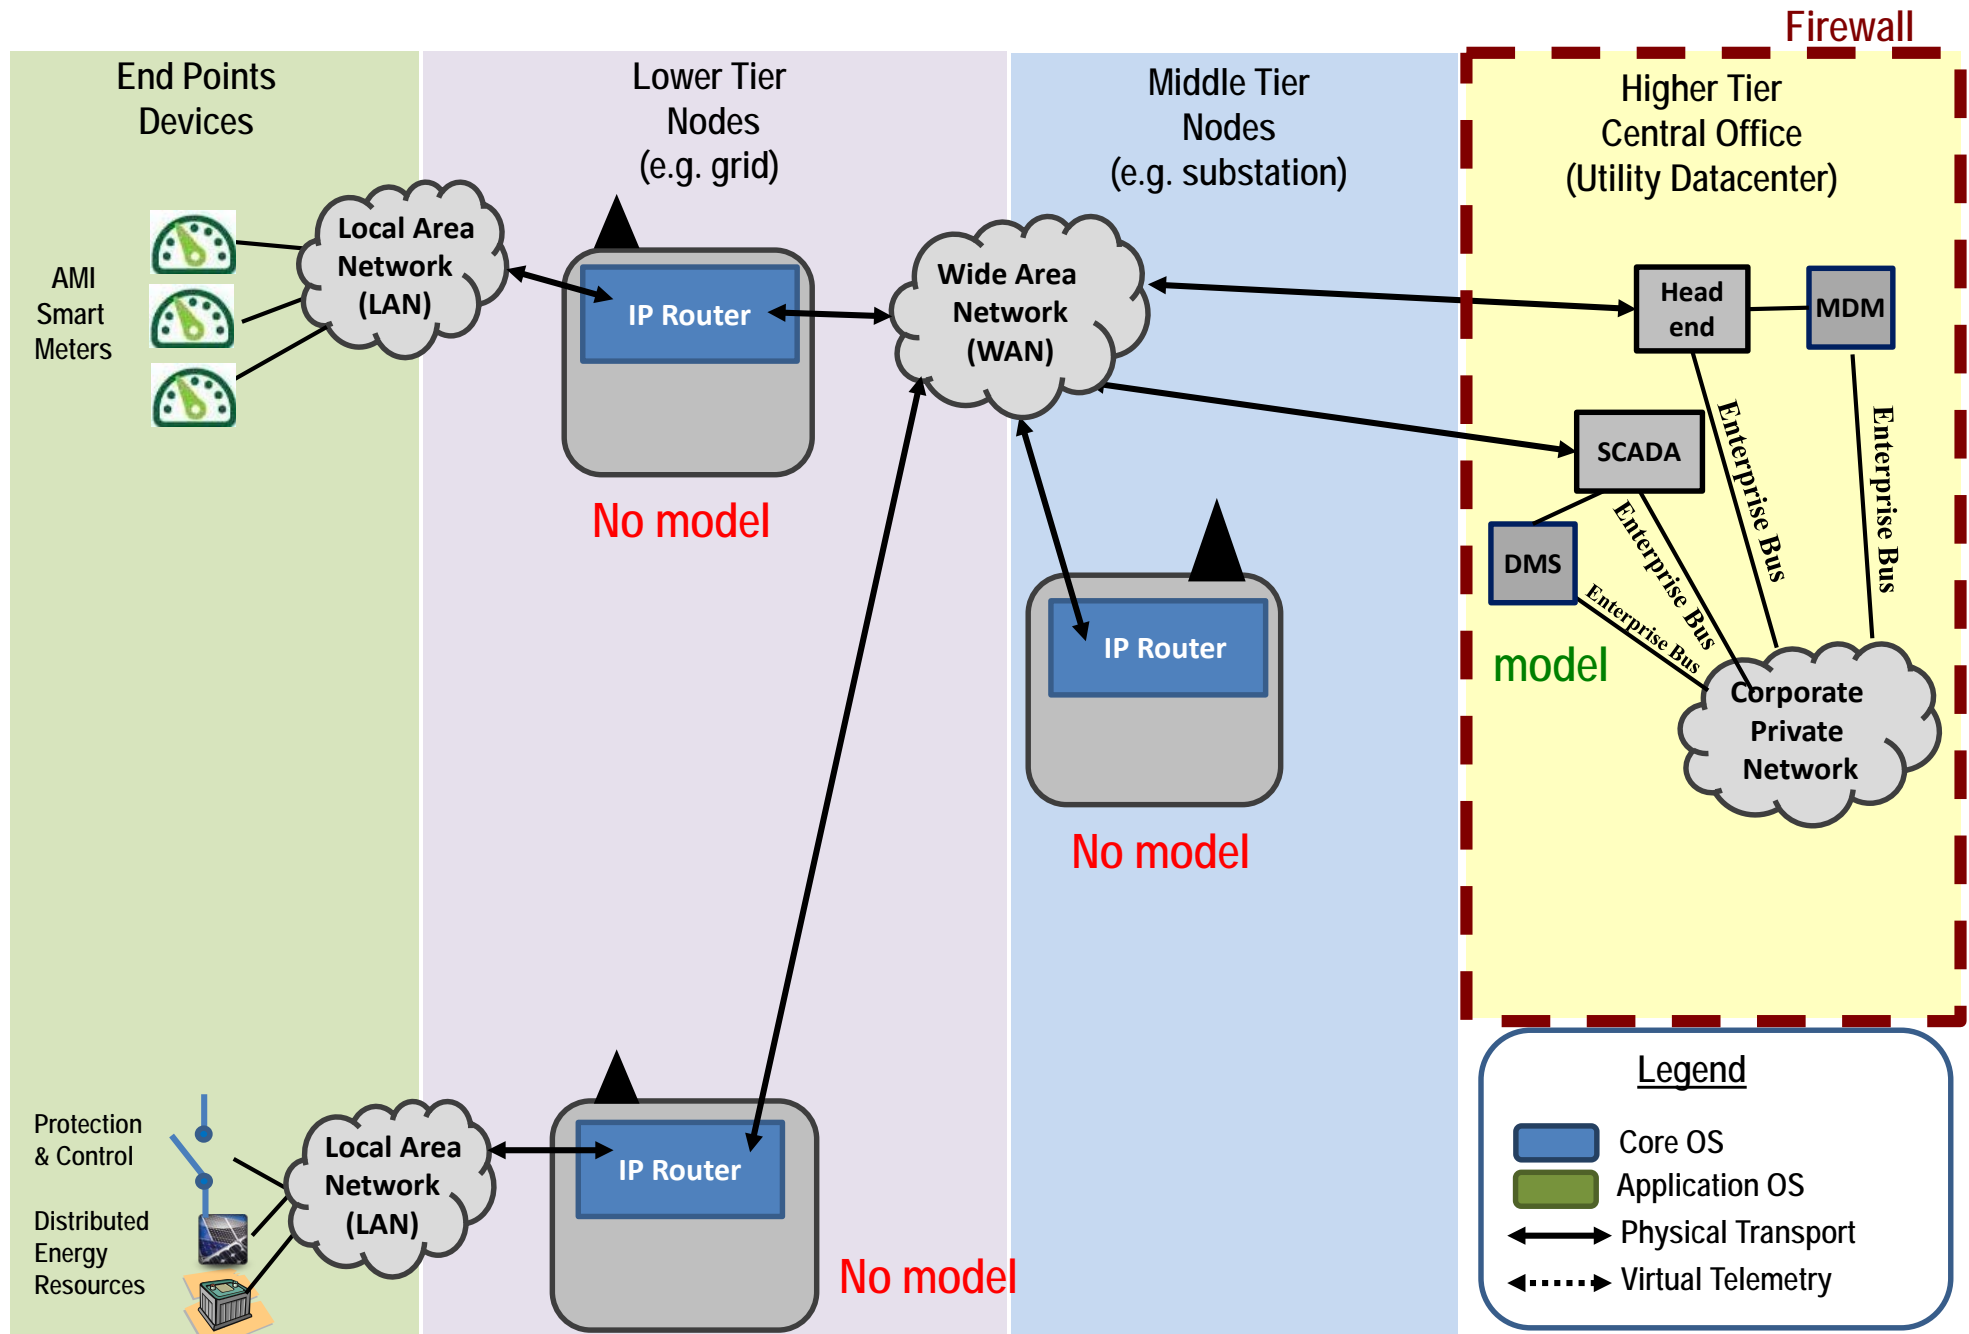 Firewall
End Points
Devices
Lower Tier
Nodes
(e.g. grid)
Middle Tier
Nodes
(e.g. substation)
Higher Tier
Central Office
(Utility Datacenter)
AMI
Smart
Meters
Local Area
Network
(LAN)
IP Router
No model
Wide Area
Network
(WAN)
Head
end
MDM
SCADA
DMS
Enterprise Bus
Enterprise Bus
Enterprise Bus
Enterprise Bus
model
Corporate
Private
Network
IP Router
No model
Protection
& Control
Distributed
Energy
Resources
Local Area
Network
(LAN)
IP Router
No model
Legend
Core OS
Application OS
Physical Transport
Virtual Telemetry